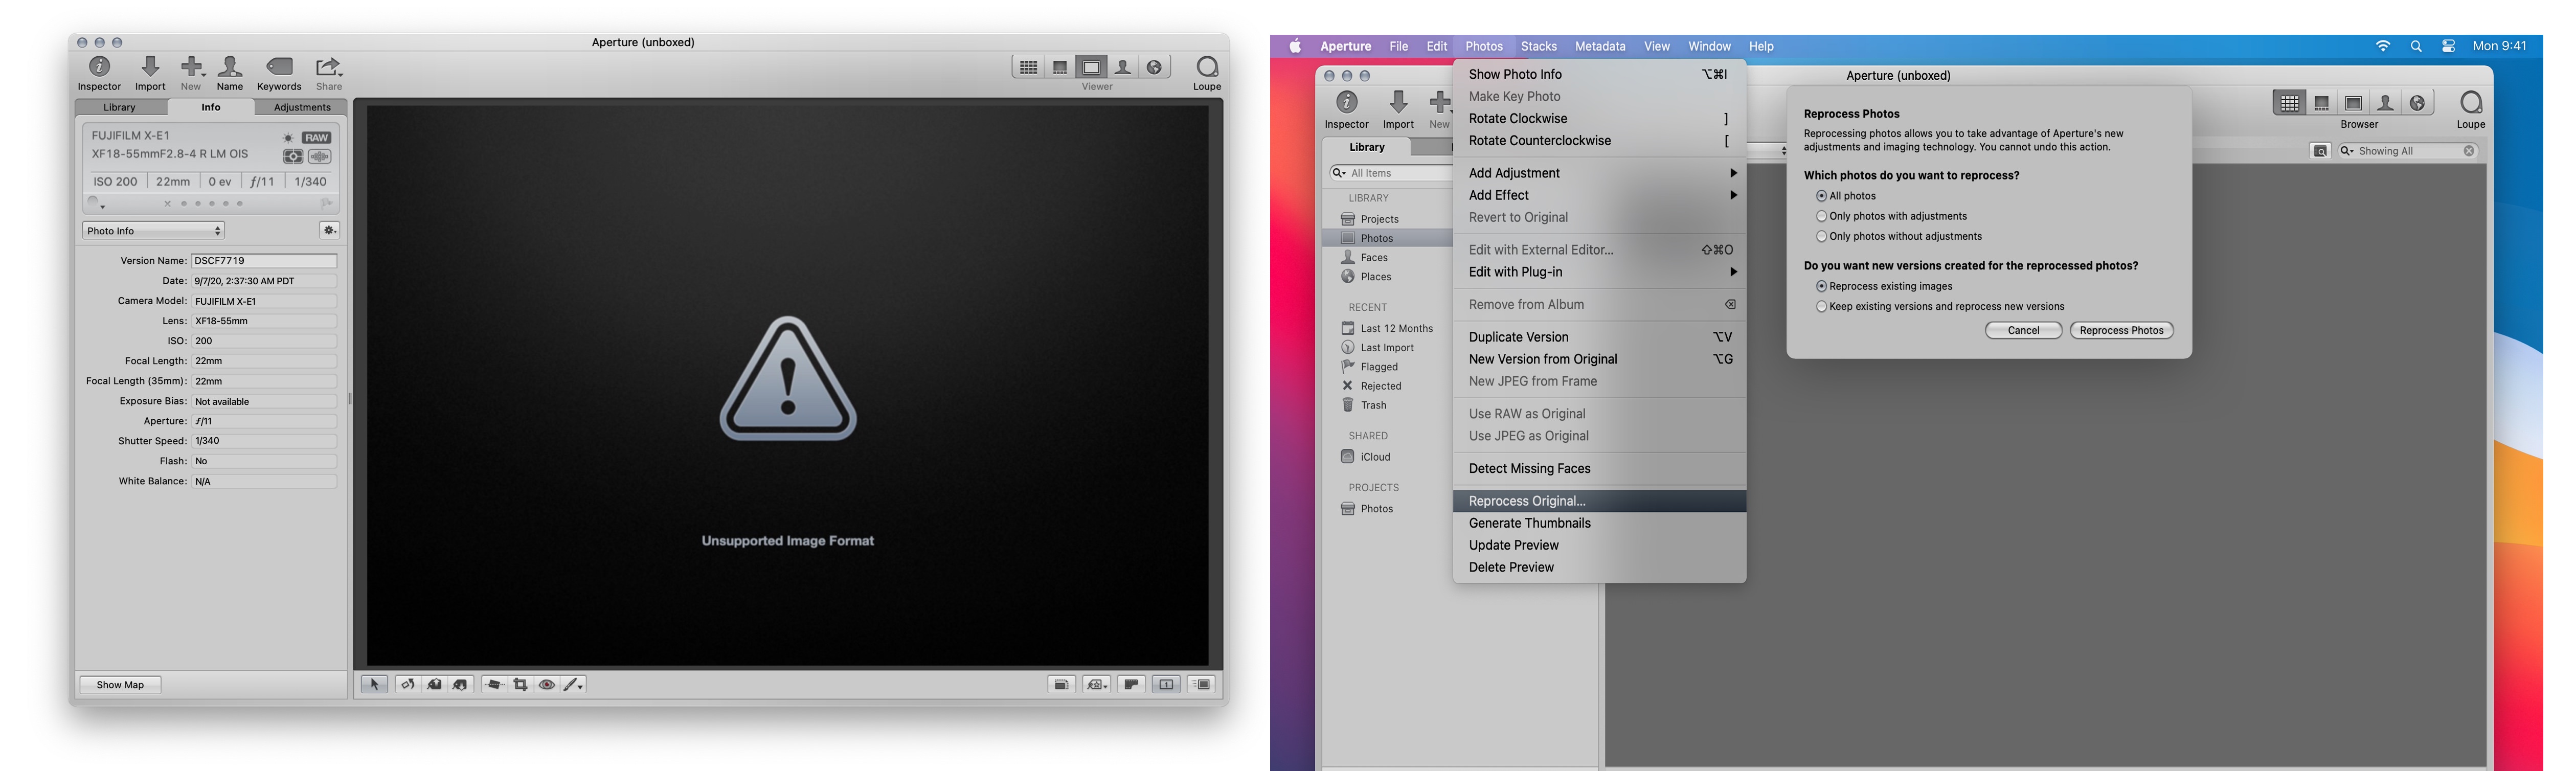 Aperture (unboxed)
Inspector Import New Name Keywords Share Viewer Loupe
Library Info Adjustments
FUJIFILM X-E1 RAW
XF18-55mmF2.8-4 R LM OIS
ISO 200 22mm 0 ev ƒ/11 1/340
Photo Info
Version Name: DSCF7719
Date: 9/7/20, 2:37:30 AM PDT
Camera Model: FUJIFILM X-E1
Lens: XF18-55mm
ISO: 200
Focal Length: 22mm
Focal Length (35mm): 22mm
Exposure Bias: Not available
Aperture: ƒ/11
Shutter Speed: 1/340
Flash: No
White Balance: N/A
Unsupported Image Format
Show Map
1
Aperture File Edit Photos Stacks Metadata View Window Help Mon 9:41
Aperture (unboxed)
Inspector Import New Browser Loupe
Library
All Items
Showing All
LIBRARY
Projects
Photos
Faces
Places
RECENT
Last 12 Months
Last Import
Flagged
Rejected
Trash
SHARED
iCloud
PROJECTS
Photos
Show Photo Info ⌥⌘I
Make Key Photo
Rotate Clockwise ]
Rotate Counterclockwise [
Add Adjustment
Add Effect
Revert to Original
Edit with External Editor... ⇧⌘O
Edit with Plug-in
Remove from Album ⌫
Duplicate Version ⌥V
New Version from Original ⌥G
New JPEG from Frame
Use RAW as Original
Use JPEG as Original
Detect Missing Faces
Reprocess Original...
Generate Thumbnails
Update Preview
Delete Preview
Reprocess Photos
Reprocessing photos allows you to take advantage of Aperture's new
adjustments and imaging technology. You cannot undo this action.
Which photos do you want to reprocess?
All photos
Only photos with adjustments
Only photos without adjustments
Do you want new versions created for the reprocessed photos?
Reprocess existing images
Keep existing versions and reprocess new versions
Cancel Reprocess Photos